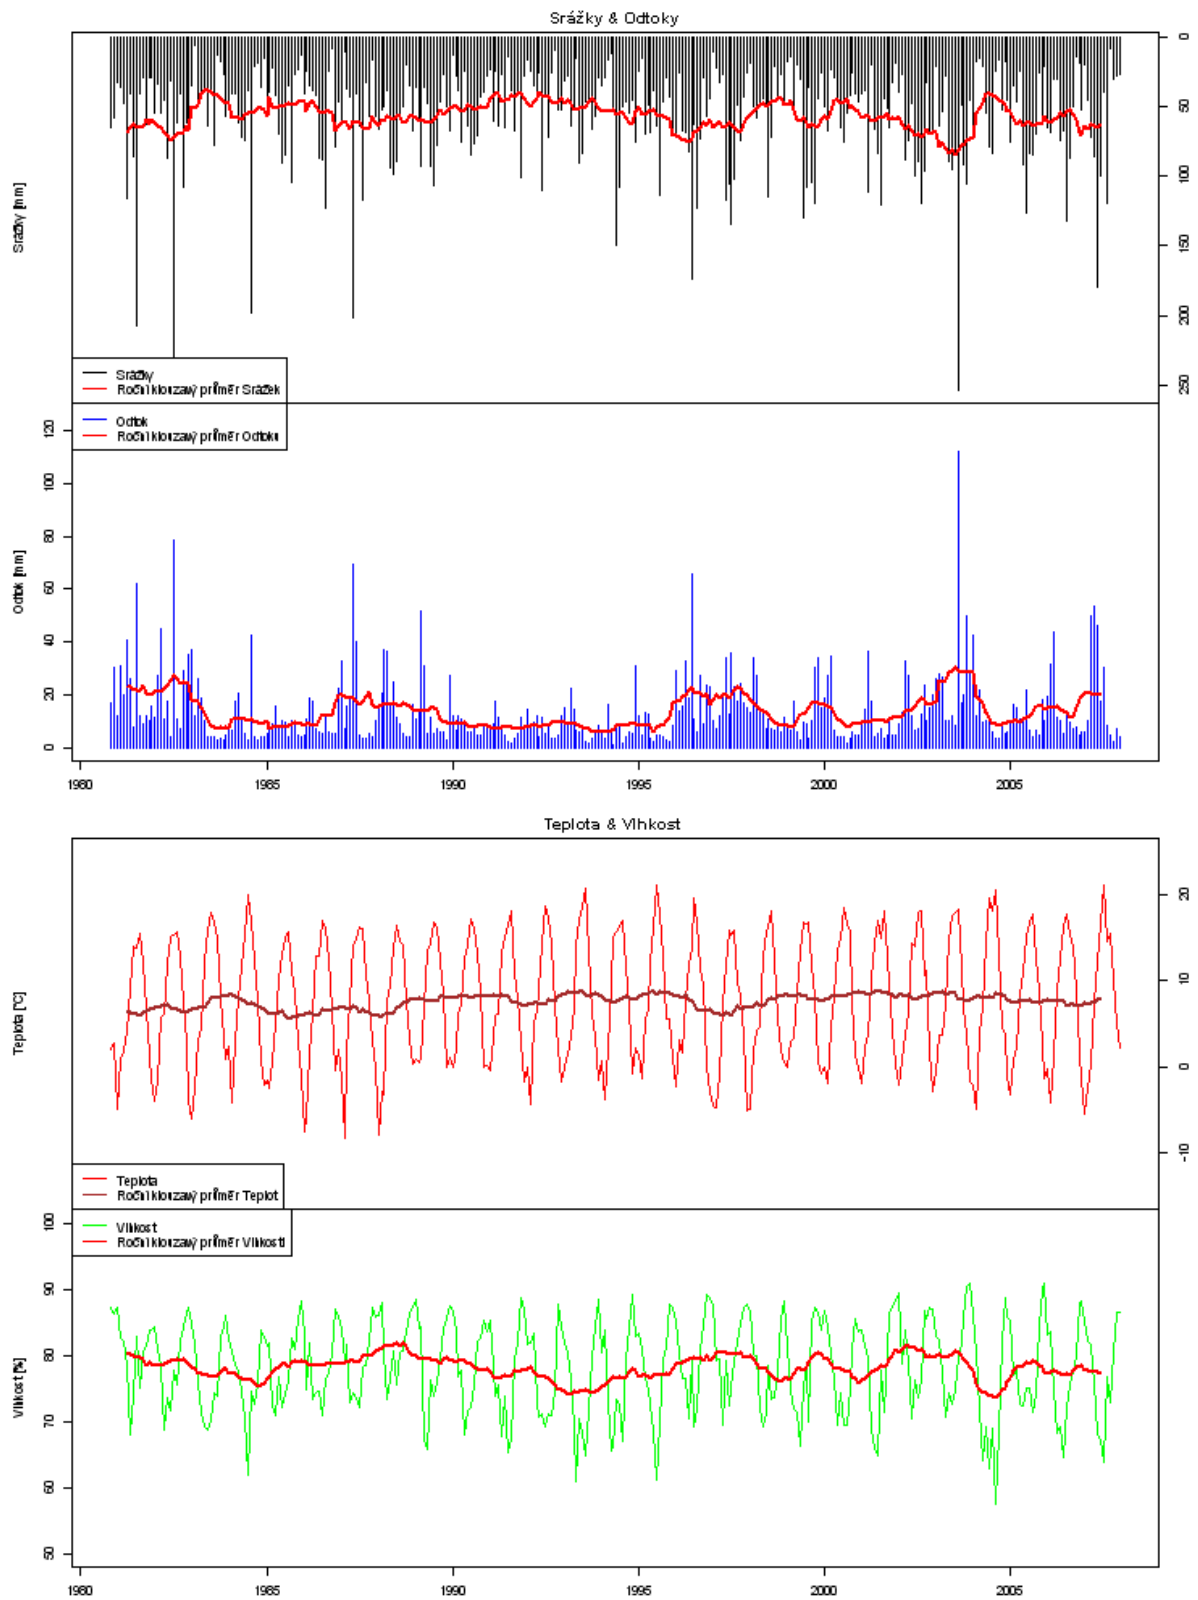 Srážky & Odtoky
Srážky [mm]
0
50
100
150
200
250
Srážky
Roční klouzavý průměr Srážek
Odtok [mm]
120
100
80
60
40
20
0
Odtok
Roční klouzavý průměr Odtoku
1980 1985 1990 1995 2000 2005
Teplota & Vlhkost
Teplota [°C]
20
10
0
-10
Teplota
Roční klouzavý průměr Teplot
Vlhkost [%]
100
90
80
70
60
50
Vlhkost
Roční klouzavý průměr Vlhkosti
1980 1985 1990 1995 2000 2005